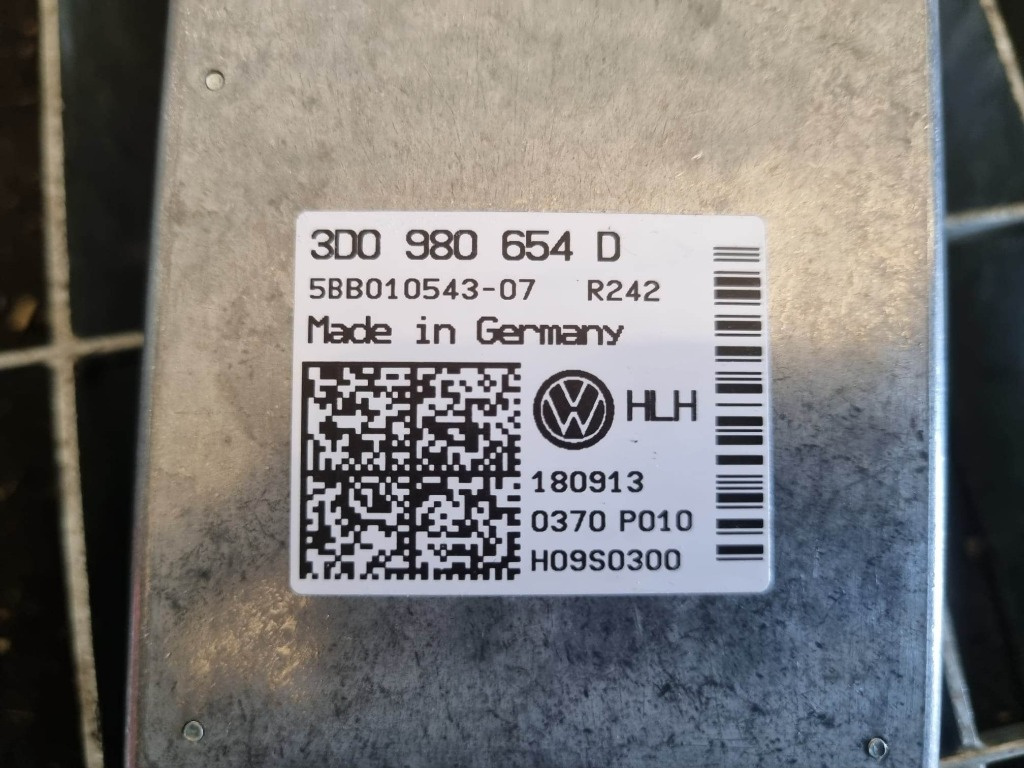 3D0 980 654 D
5BB010543-07 R242
Made in Germany
HLH
180913
0370 P010
H09S0300